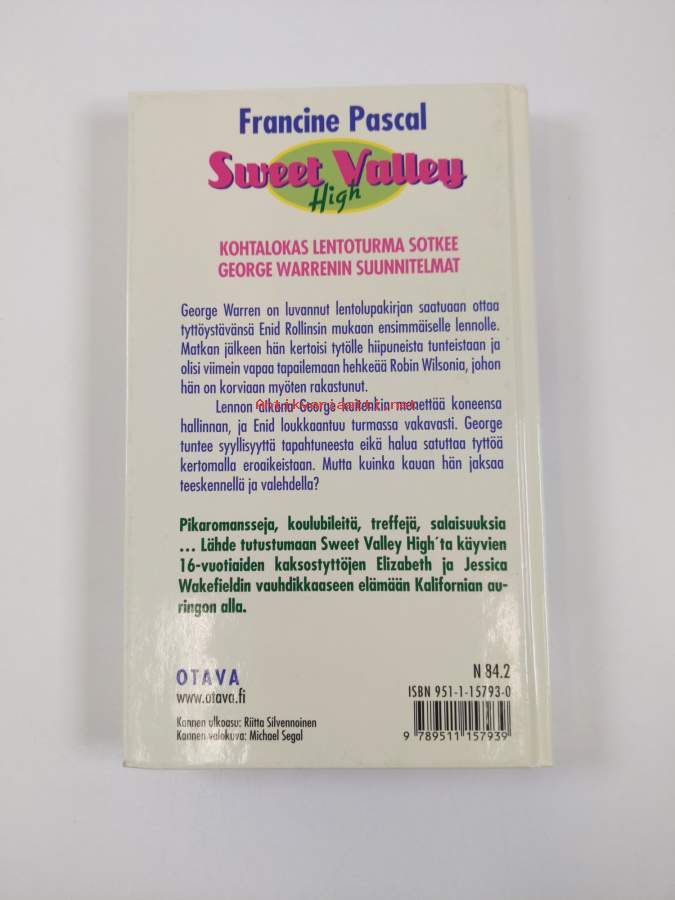 Francine Pascal
Sweet Valley
High
KOHTALOKAS LENTOTURMA SOTKEE
GEORGE WARRENIN SUUNNITELMAT
George Warren on luvannut lentolupakirjan saatuaan ottaa
tyttöystävänsä Enid Rollinsin mukaan ensimmäiselle lennolle.
Matkan jälkeen hän kertoisi tytölle hiipuneista tunteistaan ja
olisi viimein vapaa tapailemaan hehkeää Robin Wilsonia, johon
hän on korviaan myöten rakastunut.
Antikvariaatti.net
Lennon aikana George kuitenkin menettää koneensa
hallinnan, ja Enid loukkaantuu turmassa vakavasti. George
tuntee syyllisyyttä tapahtuneesta eikä halua satuttaa tyttöä
kertomalla eroaikeistaan. Mutta kuinka kauan hän jaksaa
teeskennellä ja valehdella?
Pikaromansseja, koulubileitä, treffejä, salaisuuksia
... Lähde tutustumaan Sweet Valley High´ta käyvien
16-vuotiaiden kaksostyttöjen Elizabeth ja Jessica
Wakefieldin vauhdikkaaseen elämään Kalifornian au-
ringon alla.
OTAVA
www.otava.fi
Kannen ulkoasu: Riitta Silvennoinen
Kannen valokuva: Michael Segal
N 84.2
ISBN 951-1-15793-0
9 789511 157939